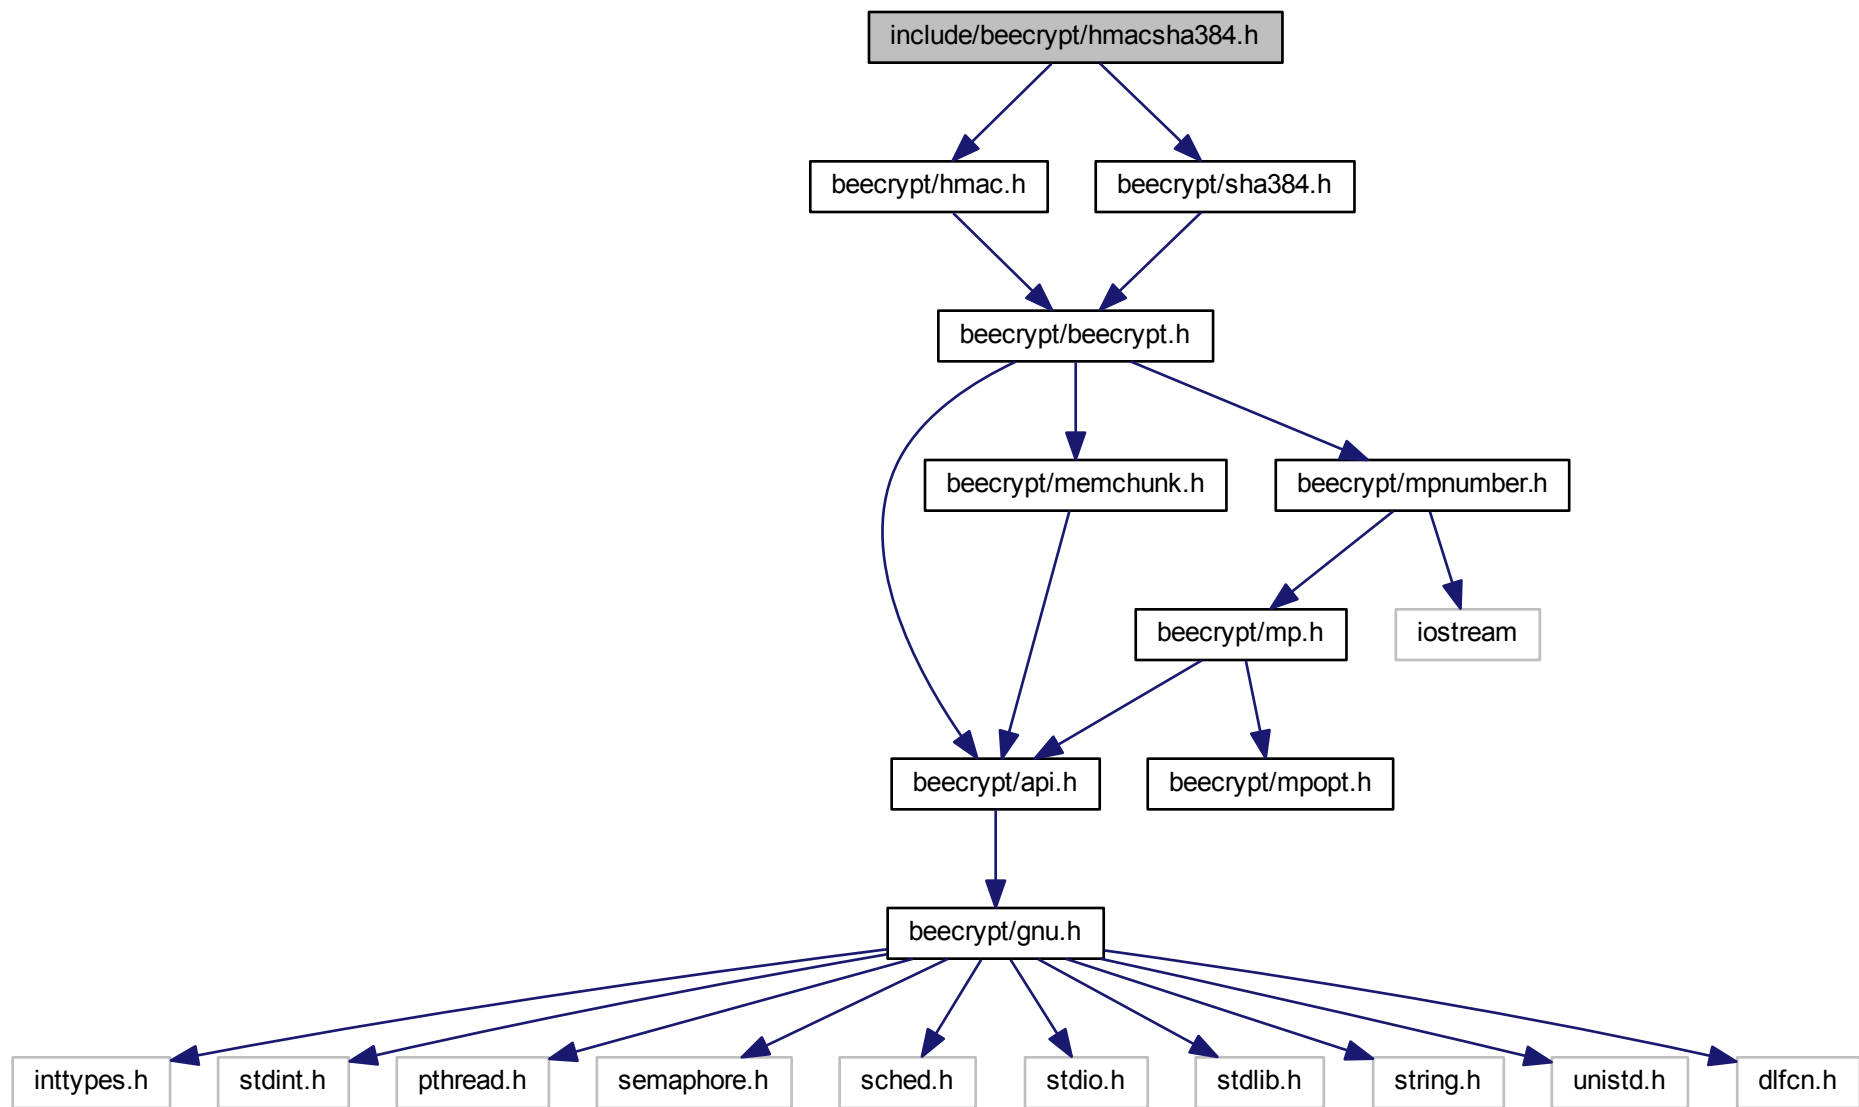 include/beecrypt/hmacsha384.h
beecrypt/hmac.h
beecrypt/sha384.h
beecrypt/beecrypt.h
beecrypt/memchunk.h
beecrypt/mpnumber.h
beecrypt/mp.h
iostream
beecrypt/api.h
beecrypt/mpopt.h
beecrypt/gnu.h
inttypes.h
stdint.h
pthread.h
semaphore.h
sched.h
stdio.h
stdlib.h
string.h
unistd.h
dlfcn.h